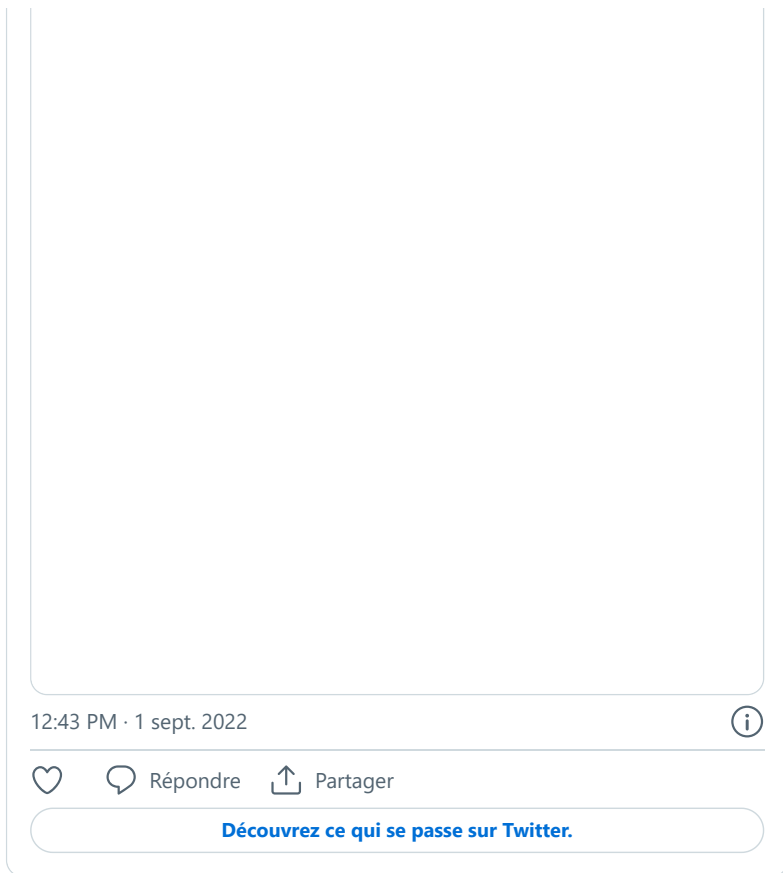 12:43 PM · 1 sept. 2022
Répondre Partager
Découvrez ce qui se passe sur Twitter.